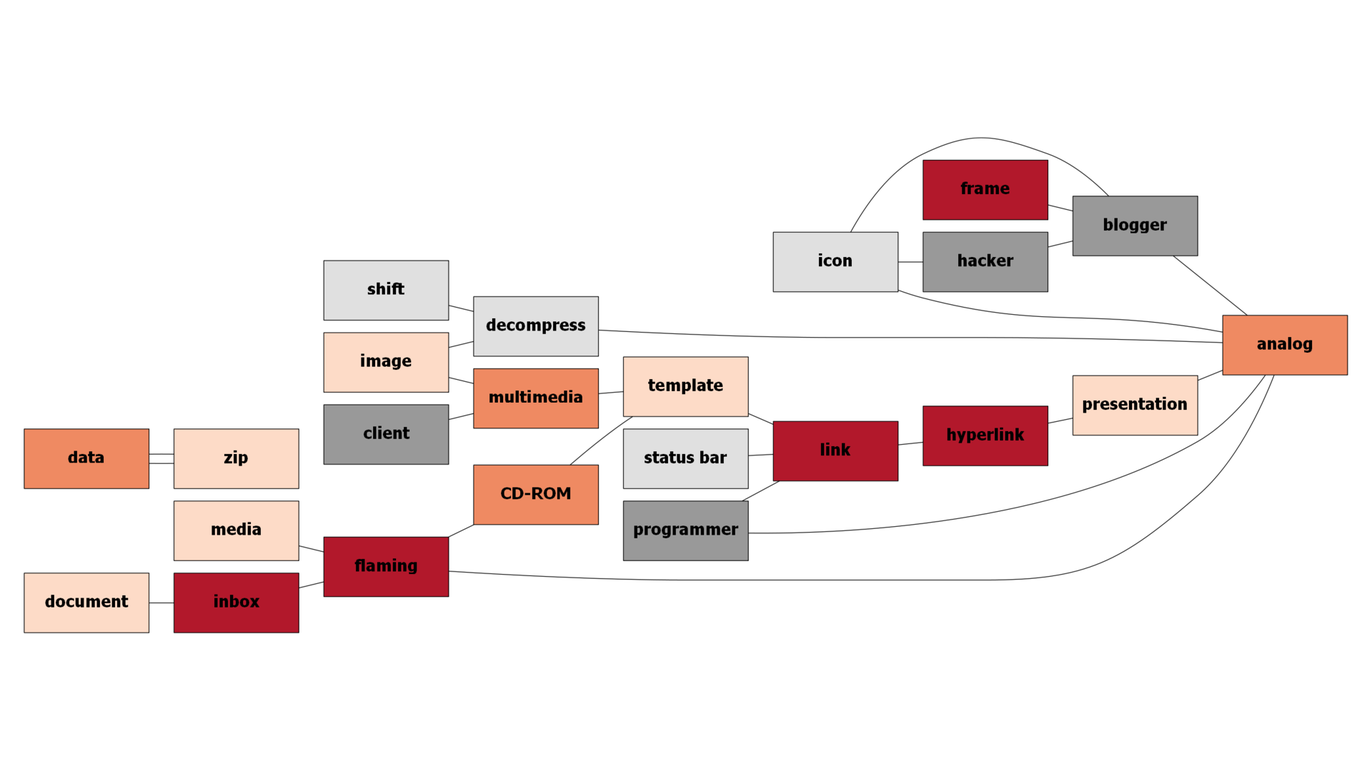 frame
blogger
icon
hacker
shift
decompress
analog
image
template
multimedia
presentation
client
hyperlink
link
data
zip
status bar
CD-ROM
media
programmer
flaming
document
inbox